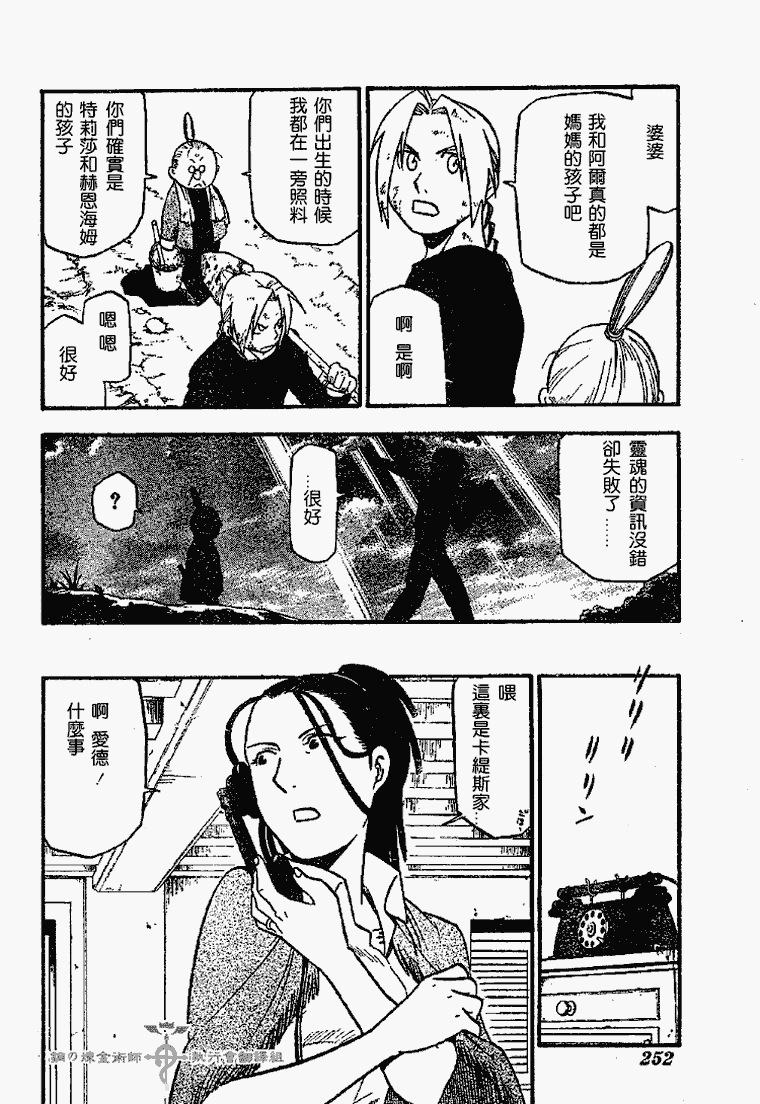 婆婆
我和阿爾真的都是
媽媽的孩子吧
啊 是啊
你們出生的時候
我都在一旁照料
你們確實是
特莉莎和赫恩海姆
的孩子
嗯嗯
很好
靈魂的資訊沒錯
卻失敗了……
…很好
?
喂
這裏是卡緹斯家…
啊 愛德!
什麼事
252
鋼の煉金術師
翻譯組